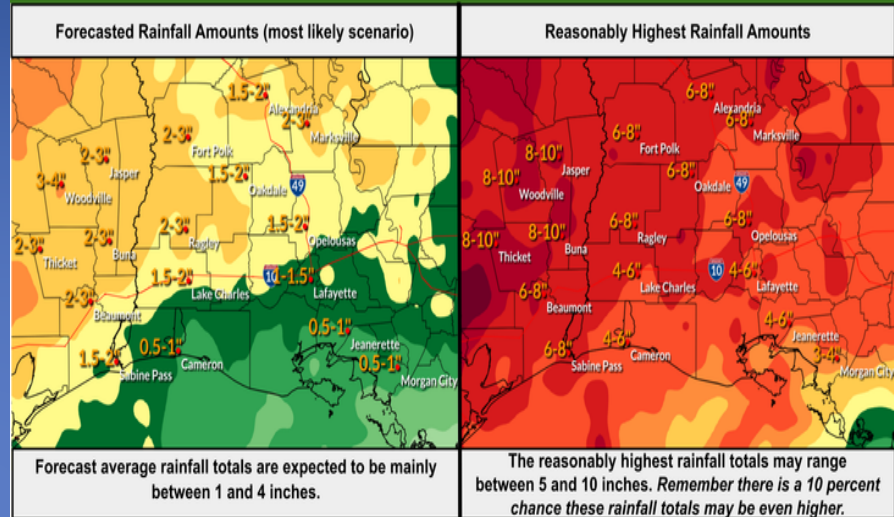 Forecasted Rainfall Amounts (most likely scenario)
1.5-2"
Alexandria
2-3"
Marksville
2-3"
Fort Polk
2-3"
Jasper
1.5-2"
Oakdale
49
3-4"
Woodville
2-3"
Ragley
1.5-2"
Opelousas
2-3"
Thicket
2-3"
Buna
1.5-2"
Lake Charles
10
1-1.5"
Lafayette
2-3"
Beaumont
0.5-1"
Jeanerette
1.5-2"
Sabine Pass
0.5-1"
Cameron
0.5-1"
Morgan City
Forecast average rainfall totals are expected to be mainly
between 1 and 4 inches.
Reasonably Highest Rainfall Amounts
6-8"
Alexandria
6-8"
Marksville
6-8"
Fort Polk
8-10"
Jasper
6-8"
Oakdale
49
8-10"
Woodville
6-8"
Ragley
6-8"
Opelousas
8-10"
Thicket
8-10"
Buna
4-6"
Lake Charles
10
4-6"
Lafayette
6-8"
Beaumont
4-6"
Jeanerette
6-8"
Sabine Pass
4-6"
Cameron
3-4"
Morgan City
The reasonably highest rainfall totals may range
between 5 and 10 inches. Remember there is a 10 percent
chance these rainfall totals may be even higher.